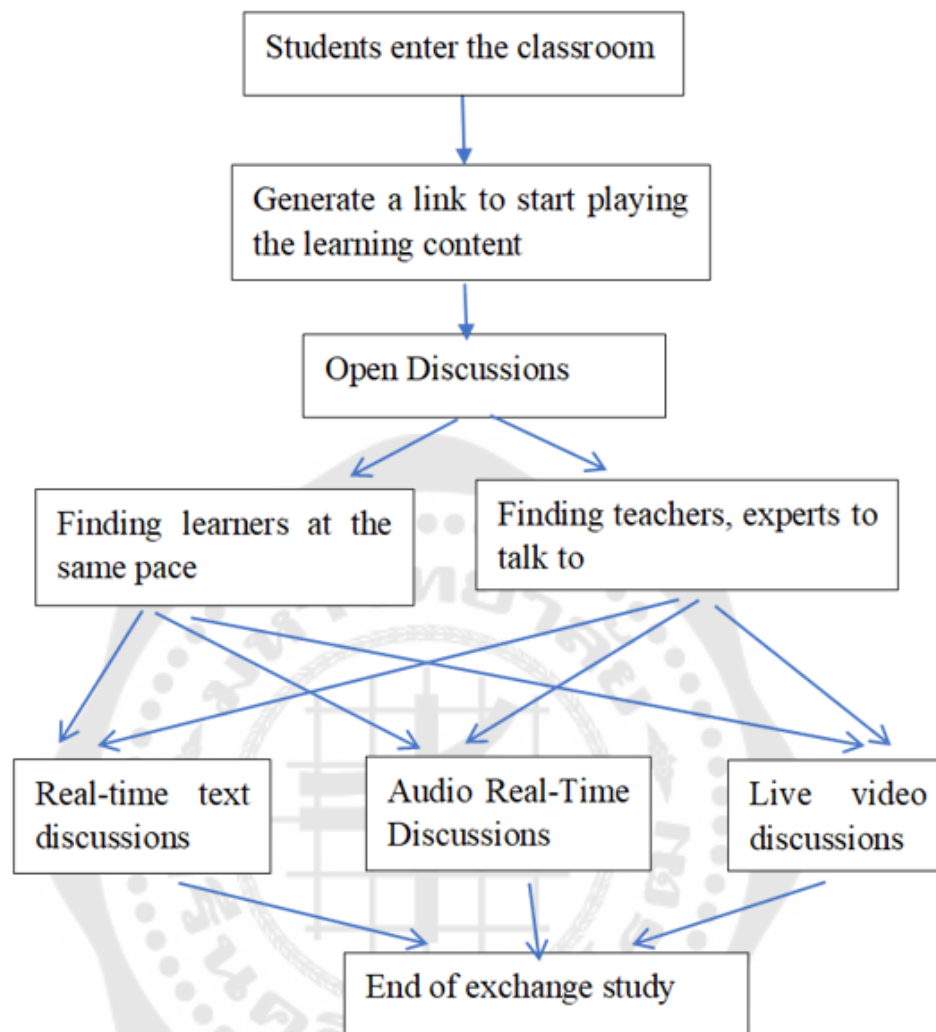 Students enter the classroom
Generate a link to start playing
the learning content
Open Discussions
Finding learners at the
same pace
Finding teachers, experts to
talk to
Real-time text
discussions
Audio Real-Time
Discussions
Live video
discussions
End of exchange study